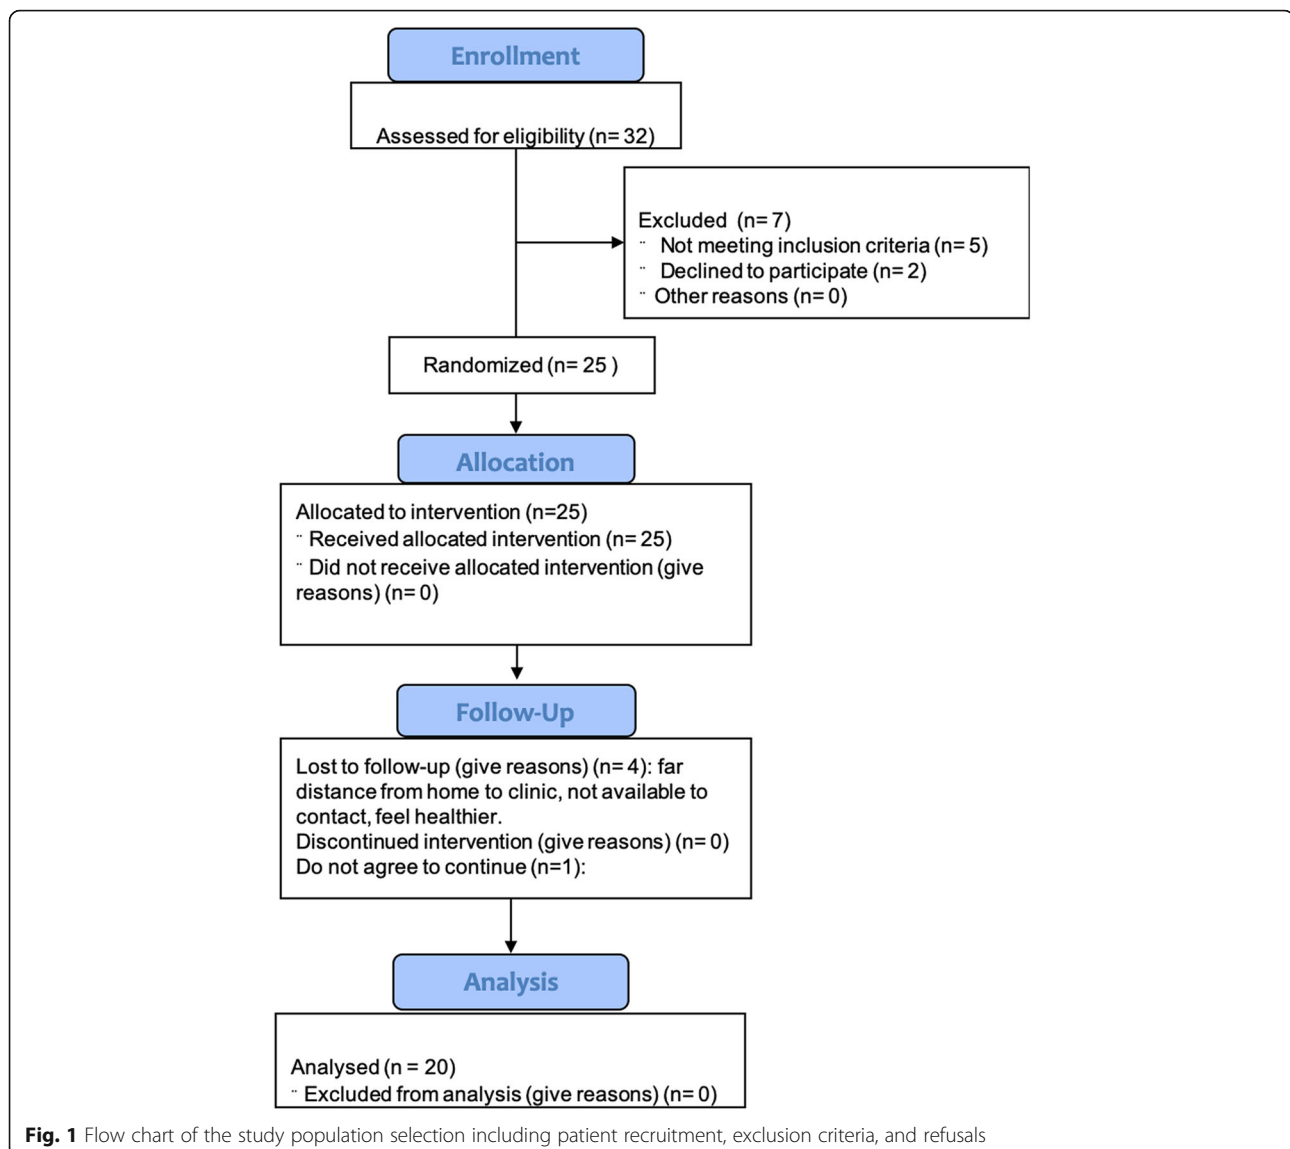 Enrollment
Assessed for eligibility (n= 32)
Excluded (n= 7)
¨ Not meeting inclusion criteria (n= 5)
¨ Declined to participate (n= 2)
¨ Other reasons (n= 0)
Randomized (n= 25 )
Allocation
Allocated to intervention (n=25)
¨ Received allocated intervention (n= 25)
¨ Did not receive allocated intervention (give
reasons) (n= 0)
Follow-Up
Lost to follow-up (give reasons) (n= 4): far
distance from home to clinic, not available to
contact, feel healthier.
Discontinued intervention (give reasons) (n= 0)
Do not agree to continue (n=1):
Analysis
Analysed (n = 20)
¨ Excluded from analysis (give reasons) (n= 0)
Fig. 1 Flow chart of the study population selection including patient recruitment, exclusion criteria, and refusals